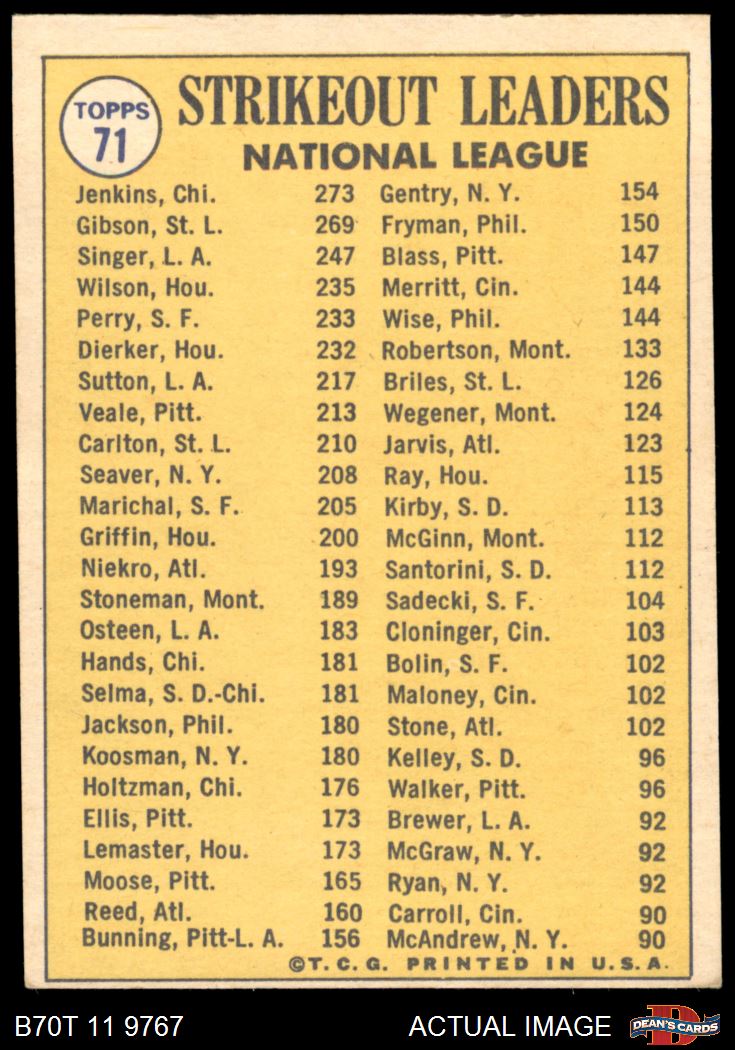 TOPPS
71
STRIKEOUT LEADERS
NATIONAL LEAGUE
Jenkins, Chi. 273
Gibson, St. L. 269
Singer, L. A. 247
Wilson, Hou. 235
Perry, S. F. 233
Dierker, Hou. 232
Sutton, L. A. 217
Veale, Pitt. 213
Carlton, St. L. 210
Seaver, N. Y. 208
Marichal, S. F. 205
Griffin, Hou. 200
Niekro, Atl. 193
Stoneman, Mont. 189
Osteen, L. A. 183
Hands, Chi. 181
Selma, S. D.-Chi. 181
Jackson, Phil. 180
Koosman, N. Y. 180
Holtzman, Chi. 176
Ellis, Pitt. 173
Lemaster, Hou. 173
Moose, Pitt. 165
Reed, Atl. 160
Bunning, Pitt-L. A. 156
Gentry, N. Y. 154
Fryman, Phil. 150
Blass, Pitt. 147
Merritt, Cin. 144
Wise, Phil. 144
Robertson, Mont. 133
Briles, St. L. 126
Wegener, Mont. 124
Jarvis, Atl. 123
Ray, Hou. 115
Kirby, S. D. 113
McGinn, Mont. 112
Santorini, S. D. 112
Sadecki, S. F. 104
Cloninger, Cin. 103
Bolin, S. F. 102
Maloney, Cin. 102
Stone, Atl. 102
Kelley, S. D. 96
Walker, Pitt. 96
Brewer, L. A. 92
McGraw, N. Y. 92
Ryan, N. Y. 92
Carroll, Cin. 90
McAndrew, N. Y. 90
©T. C. G. PRINTED IN U. S. A.
B70T 11 9767
ACTUAL IMAGE
DEAN'S CARDS